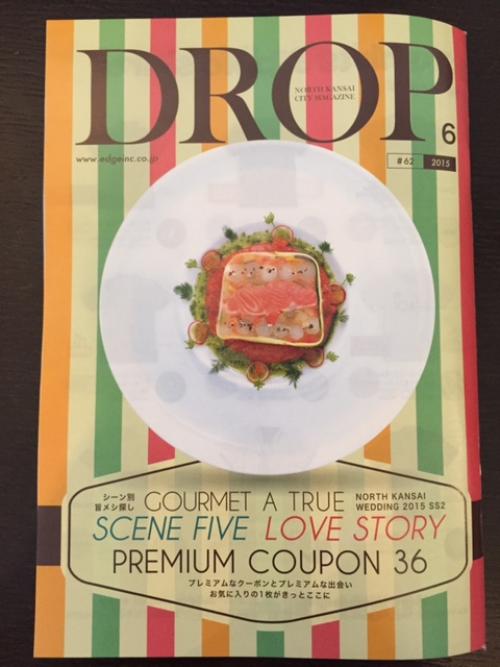 DROP
NORTH KANSAI
CITY MAGAZINE
6
www.edgeinc.co.jp
#62 2015
シーン別
旨メシ探し
GOURMET A TRUE
NORTH KANSAI
WEDDING 2015 SS2
SCENE FIVE LOVE STORY
PREMIUM COUPON 36
プレミアムなクーポンとプレミアムな出会い
お気に入りの1枚がきっとここに